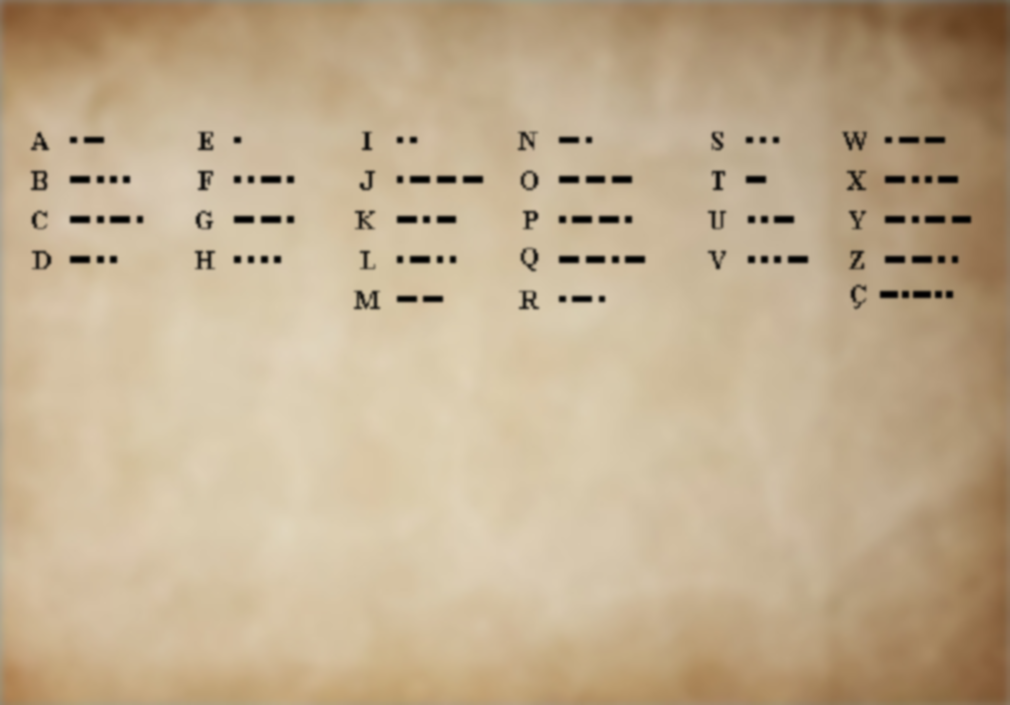 A ·− E · I ·· N −· S ··· W ·−−
B −··· F ··−· J ·−−− O −−− T − X −··−
C −·−· G −−· K −·− P ·−−· U ··− Y −·−−
D −·· H ···· L ·−·· Q −−·− V ···− Z −−··
M −− R ·−· Ç −·−··